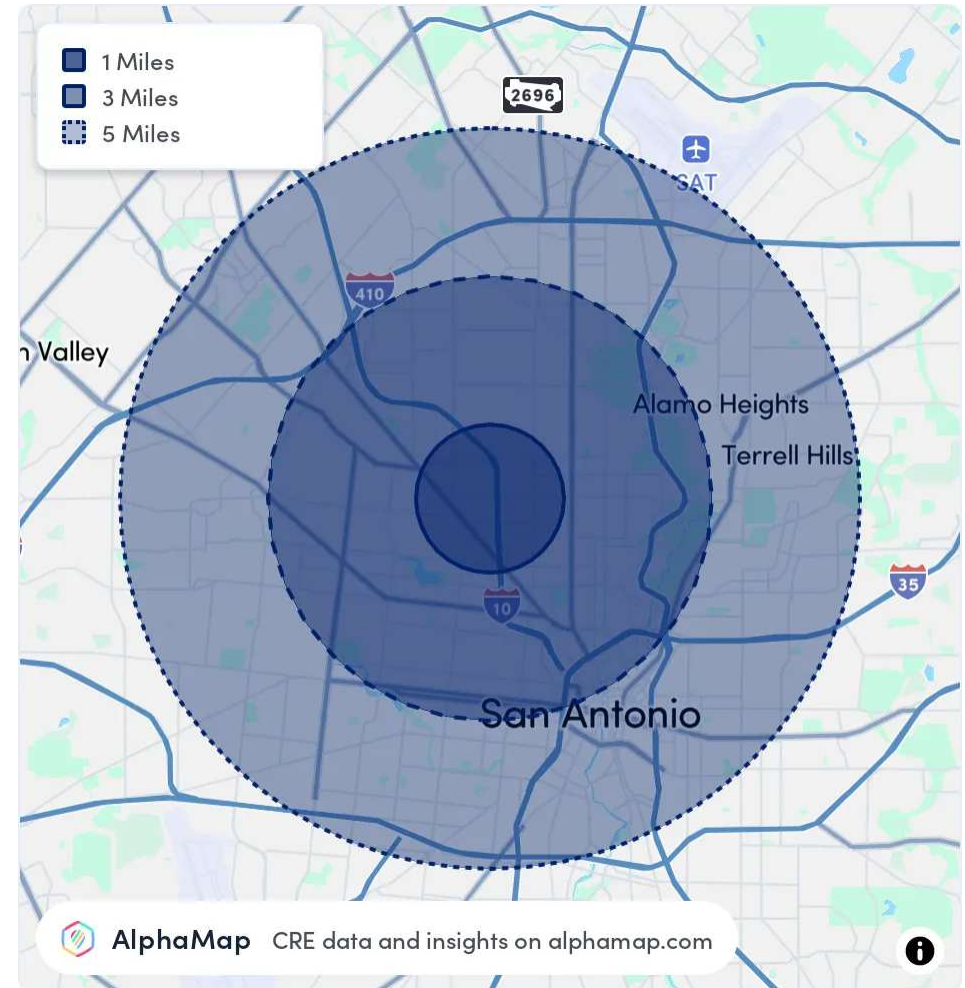 1 Miles
3 Miles
5 Miles
2696
SAT
410
n Valley
Alamo Heights
Terrell Hills
35
10
San Antonio
AlphaMap CRE data and insights on alphamap.com